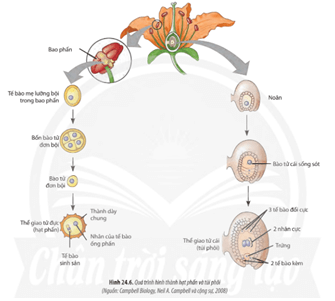 Bao phấn
Tế bào mẹ lưỡng bội
trong bao phấn
Bốn bào tử
đơn bội
Bào tử
đơn bội
Thể giao tử đực
(hạt phấn)
Tế bào
sinh sản
Thành dày
chung
Nhân của tế bào
ống phấn
Noãn
Bào tử cái sống sót
3 tế bào đối cực
2 nhân cực
Trứng
2 tế bào kèm
Thể giao tử cái
(túi phôi)
Chân trời sáng tạo
Hình 24.6. Quá trình hình thành hạt phấn và túi phôi
(Nguồn: Campbell Biology, Neil A. Campbell và cộng sự, 2008)